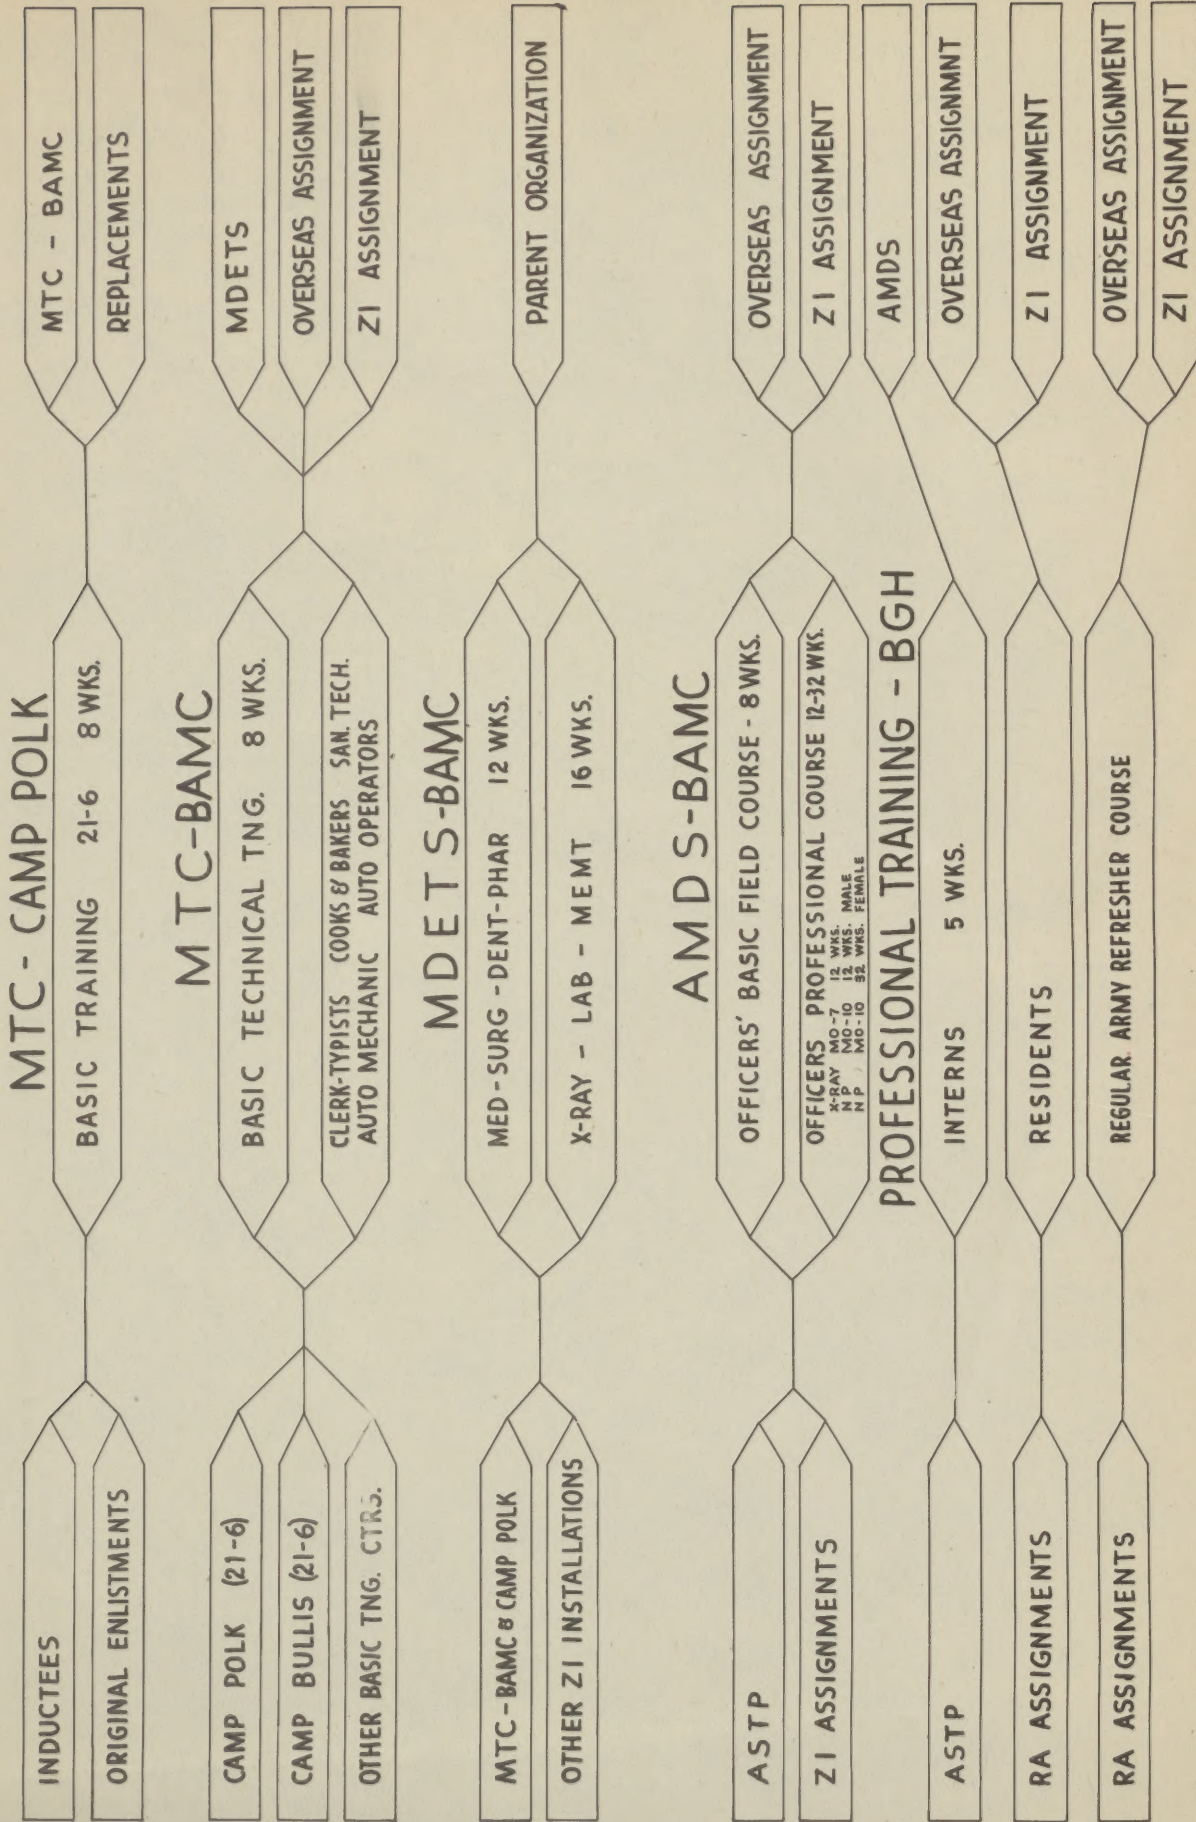 MTC - CAMP POLK
INDUCTEES
ORIGINAL ENLISTMENTS
BASIC TRAINING 21-6 8 WKS.
MTC - BAMC
REPLACEMENTS
MTC-BAMC
CAMP POLK (21-6)
CAMP BULLIS (21-6)
OTHER BASIC TNG. CTRS.
BASIC TECHNICAL TNG. 8 WKS.
CLERK-TYPISTS COOKS & BAKERS SAN. TECH.
AUTO MECHANIC AUTO OPERATORS
MDETS
OVERSEAS ASSIGNMENT
ZI ASSIGNMENT
MDETS-BAMC
MTC-BAMC & CAMP POLK
OTHER ZI INSTALLATIONS
MED-SURG-DENT-PHAR 12 WKS.
X-RAY - LAB - MEMT 16 WKS.
PARENT ORGANIZATION
AMDS-BAMC
ASTP
ZI ASSIGNMENTS
OFFICERS' BASIC FIELD COURSE - 8 WKS.
OFFICERS PROFESSIONAL COURSE 12-32 WKS.
X-RAY MO-7 12 WKS.
NP MO-10 12 WKS. MALE
NP MO-10 32 WKS. FEMALE
OVERSEAS ASSIGNMENT
ZI ASSIGNMENT
PROFESSIONAL TRAINING - BGH
ASTP
INTERNS 5 WKS.
AMDS
RA ASSIGNMENTS
RESIDENTS
OVERSEAS ASSIGNMNT
ZI ASSIGNMENT
RA ASSIGNMENTS
REGULAR ARMY REFRESHER COURSE
OVERSEAS ASSIGNMENT
ZI ASSIGNMENT